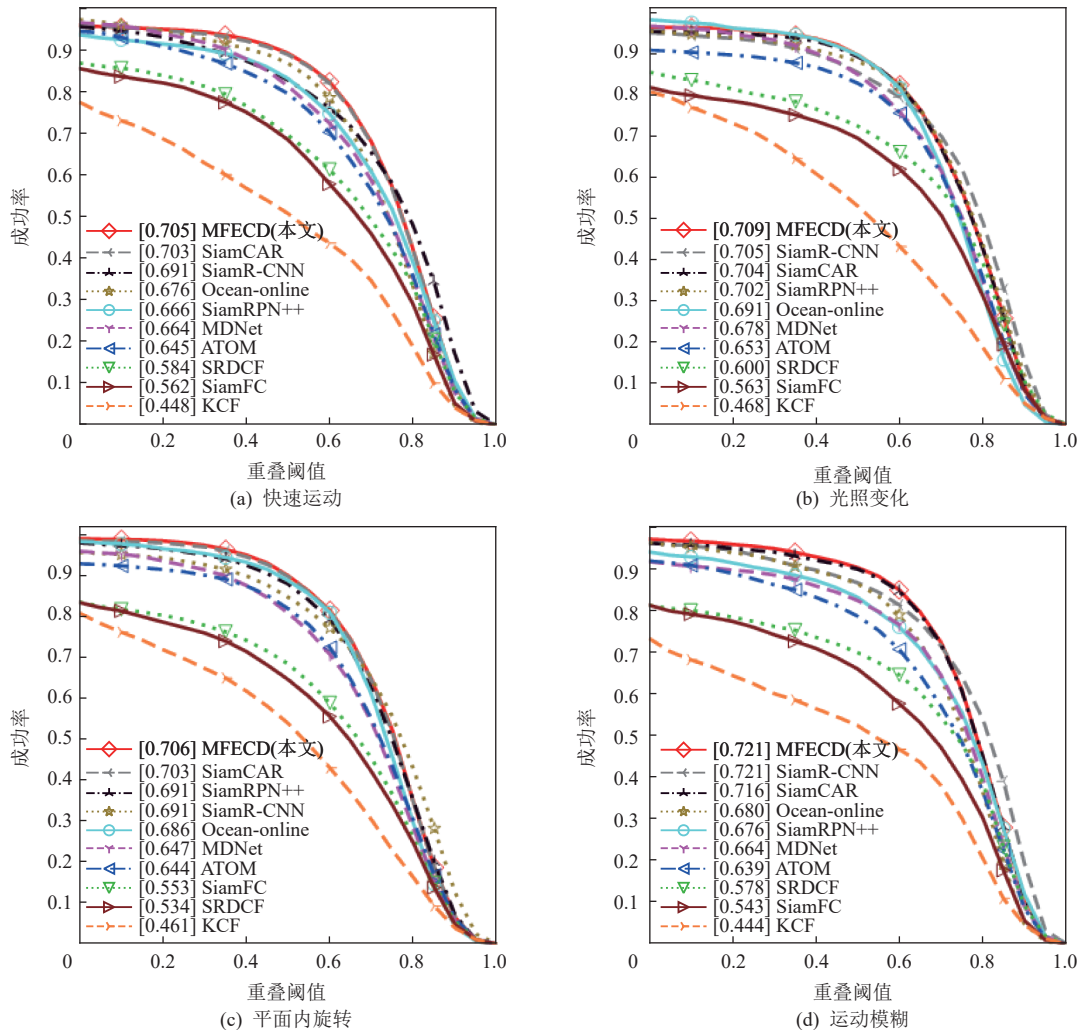 0.9
0.8
0.7
0.6
0.5
0.4
0.3
0.2
0.1
成功率
[0.705] MFECD(本文)
[0.703] SiamCAR
[0.691] SiamR-CNN
[0.676] Ocean-online
[0.666] SiamRPN++
[0.664] MDNet
[0.645] ATOM
[0.584] SRDCF
[0.562] SiamFC
[0.448] KCF
0 0.2 0.4 0.6 0.8 1.0
重叠阈值
(a) 快速运动
0.9
0.8
0.7
0.6
0.5
0.4
0.3
0.2
0.1
成功率
[0.709] MFECD(本文)
[0.705] SiamR-CNN
[0.704] SiamCAR
[0.702] SiamRPN++
[0.691] Ocean-online
[0.678] MDNet
[0.653] ATOM
[0.600] SRDCF
[0.563] SiamFC
[0.468] KCF
0 0.2 0.4 0.6 0.8 1.0
重叠阈值
(b) 光照变化
0.9
0.8
0.7
0.6
0.5
0.4
0.3
0.2
0.1
成功率
[0.706] MFECD(本文)
[0.703] SiamCAR
[0.691] SiamRPN++
[0.691] SiamR-CNN
[0.686] Ocean-online
[0.647] MDNet
[0.644] ATOM
[0.553] SiamFC
[0.534] SRDCF
[0.461] KCF
0 0.2 0.4 0.6 0.8 1.0
重叠阈值
(c) 平面内旋转
0.9
0.8
0.7
0.6
0.5
0.4
0.3
0.2
0.1
成功率
[0.721] MFECD(本文)
[0.721] SiamR-CNN
[0.716] SiamCAR
[0.680] Ocean-online
[0.676] SiamRPN++
[0.664] MDNet
[0.639] ATOM
[0.578] SRDCF
[0.543] SiamFC
[0.444] KCF
0 0.2 0.4 0.6 0.8 1.0
重叠阈值
(d) 运动模糊